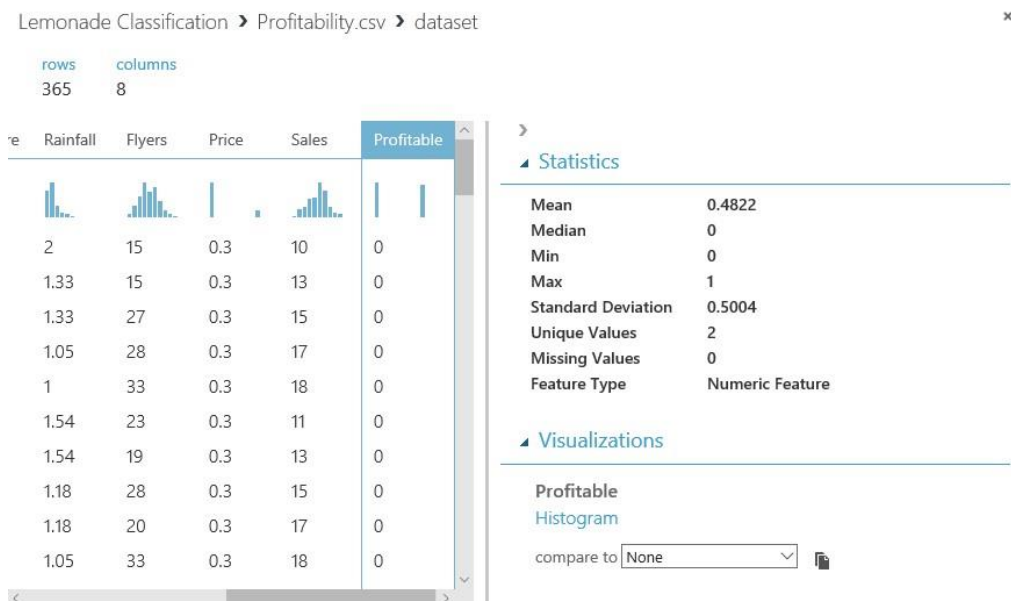 Lemonade Classification > Profitability.csv > dataset
rows columns
365 8
re Rainfall Flyers Price Sales Profitable
2 15 0.3 10 0
1.33 15 0.3 13 0
1.33 27 0.3 15 0
1.05 28 0.3 17 0
1 33 0.3 18 0
1.54 23 0.3 11 0
1.54 19 0.3 13 0
1.18 28 0.3 15 0
1.18 20 0.3 17 0
1.05 33 0.3 18 0
Statistics
Mean 0.4822
Median 0
Min 0
Max 1
Standard Deviation 0.5004
Unique Values 2
Missing Values 0
Feature Type Numeric Feature
Visualizations
Profitable
Histogram
compare to None